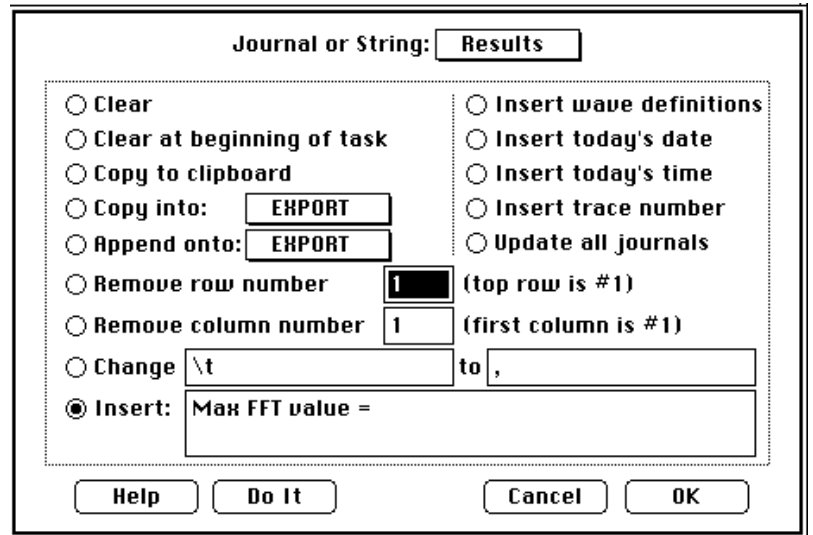 Journal or String: Results
Clear
Clear at beginning of task
Copy to clipboard
Copy into: EXPORT
Append onto: EXPORT
Insert wave definitions
Insert today's date
Insert today's time
Insert trace number
Update all journals
Remove row number 1 (top row is #1)
Remove column number 1 (first column is #1)
Change \t to ,
Insert: Max FFT value =
Help Do It Cancel OK